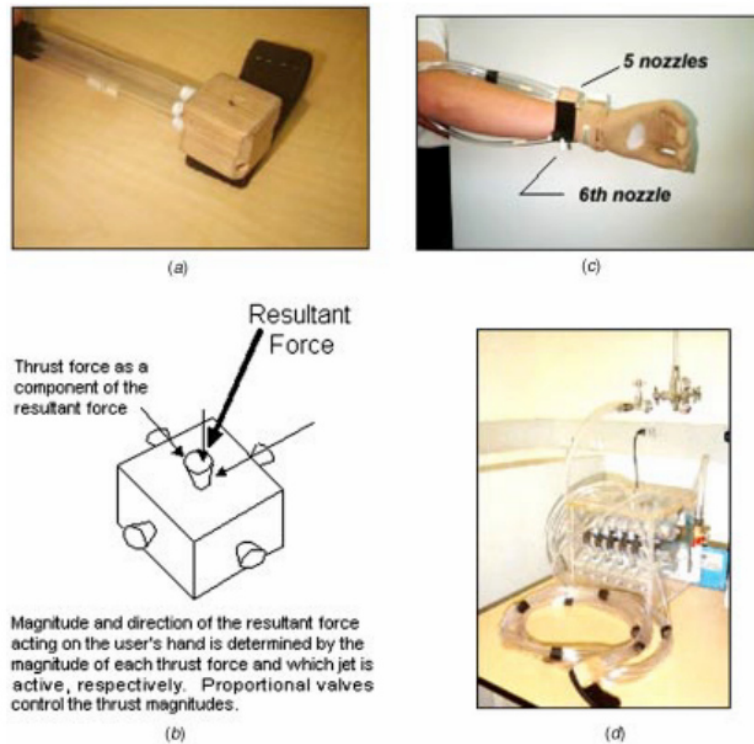 5 nozzles
6th nozzle
(a)
(c)
Resultant
Force
Thrust force as a
component of the
resultant force
Magnitude and direction of the resultant force
acting on the user's hand is determined by the
magnitude of each thrust force and which jet is
active, respectively. Proportional valves
control the thrust magnitudes.
(b)
(d)